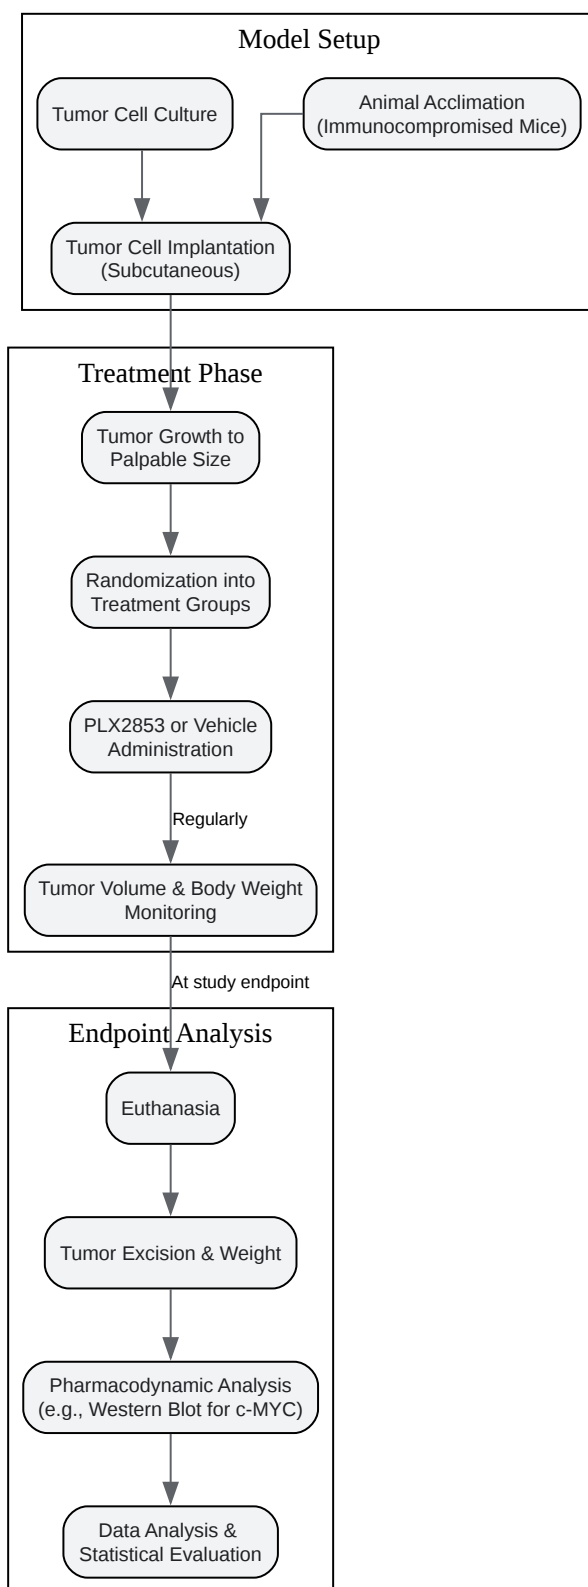 Model Setup
Tumor Cell Culture
Animal Acclimation
(Immunocompromised Mice)
Tumor Cell Implantation
(Subcutaneous)
Treatment Phase
Tumor Growth to
Palpable Size
Randomization into
Treatment Groups
PLX2853 or Vehicle
Administration
Regularly
Tumor Volume & Body Weight
Monitoring
At study endpoint
Endpoint Analysis
Euthanasia
Tumor Excision & Weight
Pharmacodynamic Analysis
(e.g., Western Blot for c-MYC)
Data Analysis &
Statistical Evaluation